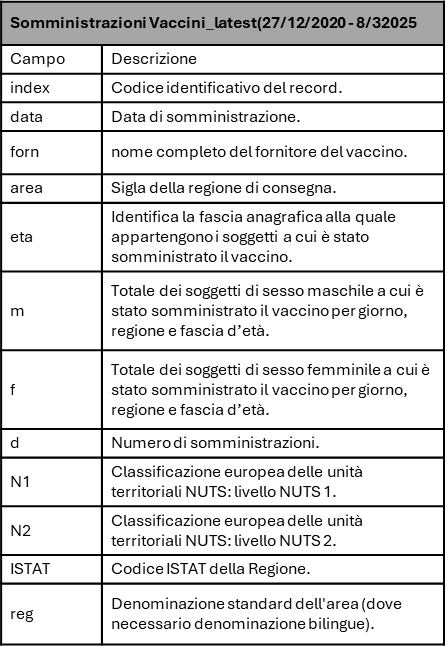 Somministrazioni Vaccini_latest(27/12/2020 - 8/32025
Campo Descrizione
index Codice identificativo del record.
data Data di somministrazione.
forn nome completo del fornitore del vaccino.
area Sigla della regione di consegna.
eta Identifica la fascia anagrafica alla quale
appartengono i soggetti a cui è stato
somministrato il vaccino.
m Totale dei soggetti di sesso maschile a cui è
stato somministrato il vaccino per giorno,
regione e fascia d’età.
f Totale dei soggetti di sesso femminile a cui è
stato somministrato il vaccino per giorno,
regione e fascia d’età.
d Numero di somministrazioni.
N1 Classificazione europea delle unità
territoriali NUTS: livello NUTS 1.
N2 Classificazione europea delle unità
territoriali NUTS: livello NUTS 2.
ISTAT Codice ISTAT della Regione.
reg Denominazione standard dell'area (dove
necessario denominazione bilingue).